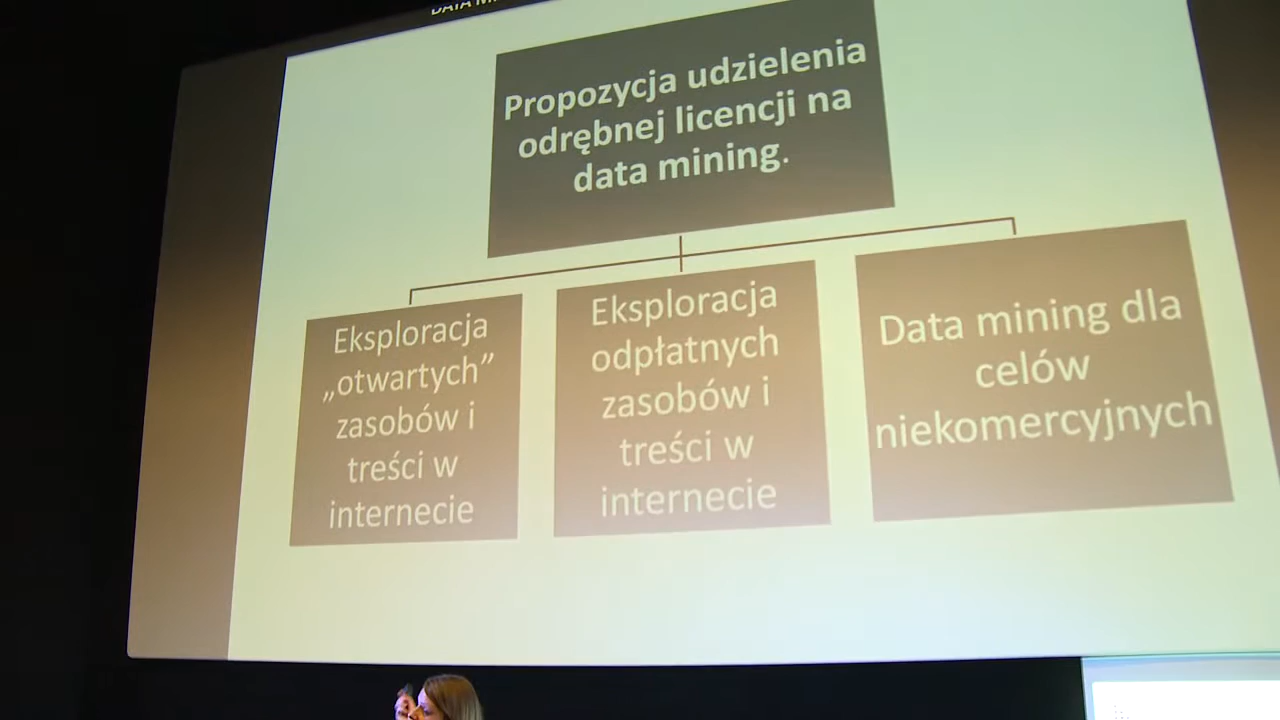 Propozycja udzielenia
odrębnej licencji na
data mining.
Eksploracja
„otwartych”
zasobów i
treści w
internecie
Eksploracja
odpłatnych
zasobów i
treści w
internecie
Data mining dla
celów
niekomercyjnych